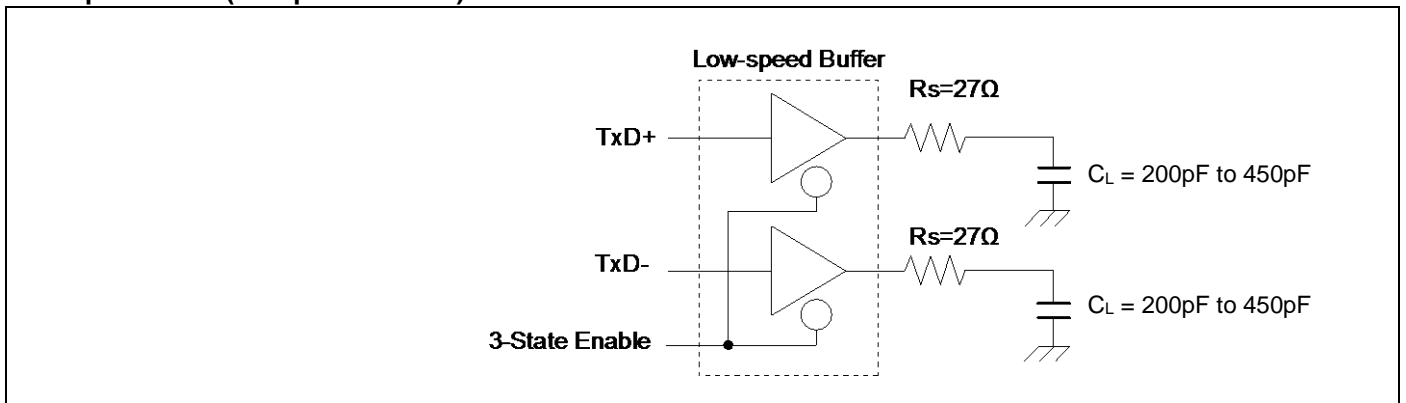 Low-speed Buffer
Rs=27Ω
TxD+
CL = 200pF to 450pF
Rs=27Ω
TxD-
CL = 200pF to 450pF
3-State Enable